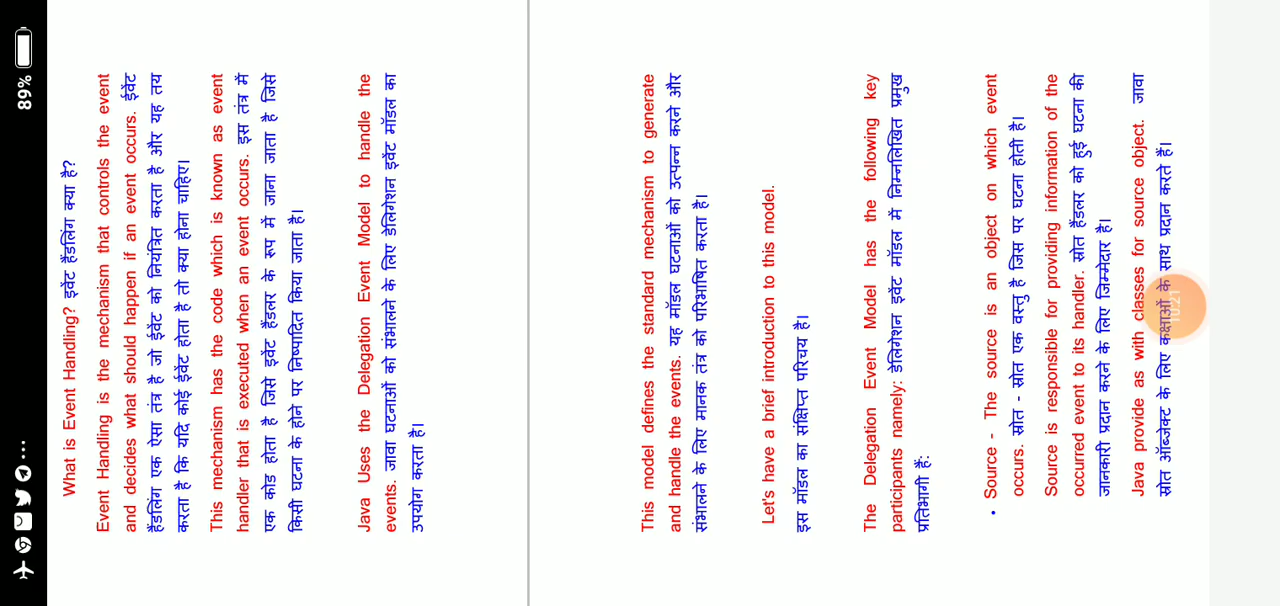 89%
What is Event Handling? इवेंट हैंडलिंग क्या है?
Event Handling is the mechanism that controls the event
and decides what should happen if an event occurs. ईवेंट
हैंडलिंग एक ऐसा तंत्र है जो ईवेंट को नियंत्रित करता है और यह तय
करता है कि यदि कोई ईवेंट होता है तो क्या होना चाहिए।
This mechanism has the code which is known as event
handler that is executed when an event occurs. इस तंत्र में
एक कोड होता है जिसे इवेंट हैंडलर के रूप में जाना जाता है जिसे
किसी घटना के होने पर निष्पादित किया जाता है।
Java Uses the Delegation Event Model to handle the
events. जावा घटनाओं को संभालने के लिए डेलिगेशन इवेंट मॉडल का
उपयोग करता है।
This model defines the standard mechanism to generate
and handle the events. यह मॉडल घटनाओं को उत्पन्न करने और
संभालने के लिए मानक तंत्र को परिभाषित करता है।
Let's have a brief introduction to this model.
इस मॉडल का संक्षिप्त परिचय है।
The Delegation Event Model has the following key
participants namely: डेलिगेशन इवेंट मॉडल में निम्नलिखित प्रमुख
प्रतिभागी हैं:
• Source - The source is an object on which event
occurs. स्रोत - स्रोत एक वस्तु है जिस पर घटना होती है।
Source is responsible for providing information of the
occurred event to its handler. स्रोत हैंडलर को हुई घटना की
जानकारी प्रदान करने के लिए जिम्मेदार है।
Java provide as with classes for source object. जावा
स्रोत ऑब्जेक्ट के लिए कक्षाओं के साथ प्रदान करते हैं।
10:21